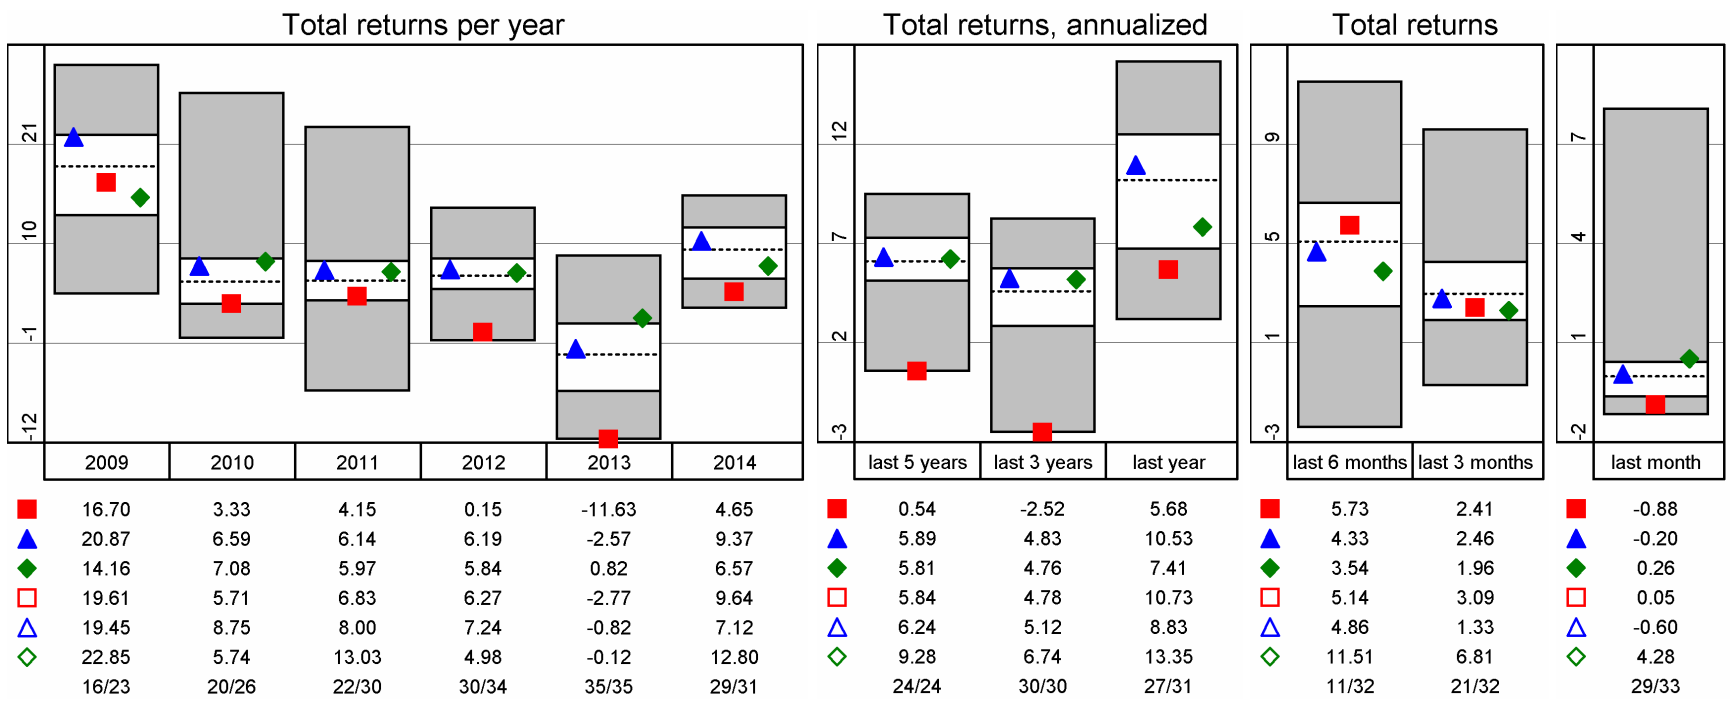 Total returns per year
Total returns, annualized
Total returns
21
10
-1
-12
12
7
2
-3
9
5
1
-3
7
4
1
-2
2009 2010 2011 2012 2013 2014 last 5 years last 3 years last year last 6 months last 3 months last month
16.70 3.33 4.15 0.15 -11.63 4.65 0.54 -2.52 5.68 5.73 2.41 -0.88
20.87 6.59 6.14 6.19 -2.57 9.37 5.89 4.83 10.53 4.33 2.46 -0.20
14.16 7.08 5.97 5.84 0.82 6.57 5.81 4.76 7.41 3.54 1.96 0.26
19.61 5.71 6.83 6.27 -2.77 9.64 5.84 4.78 10.73 5.14 3.09 0.05
19.45 8.75 8.00 7.24 -0.82 7.12 6.24 5.12 8.83 4.86 1.33 -0.60
22.85 5.74 13.03 4.98 -0.12 12.80 9.28 6.74 13.35 11.51 6.81 4.28
16/23 20/26 22/30 30/34 35/35 29/31 24/24 30/30 27/31 11/32 21/32 29/33